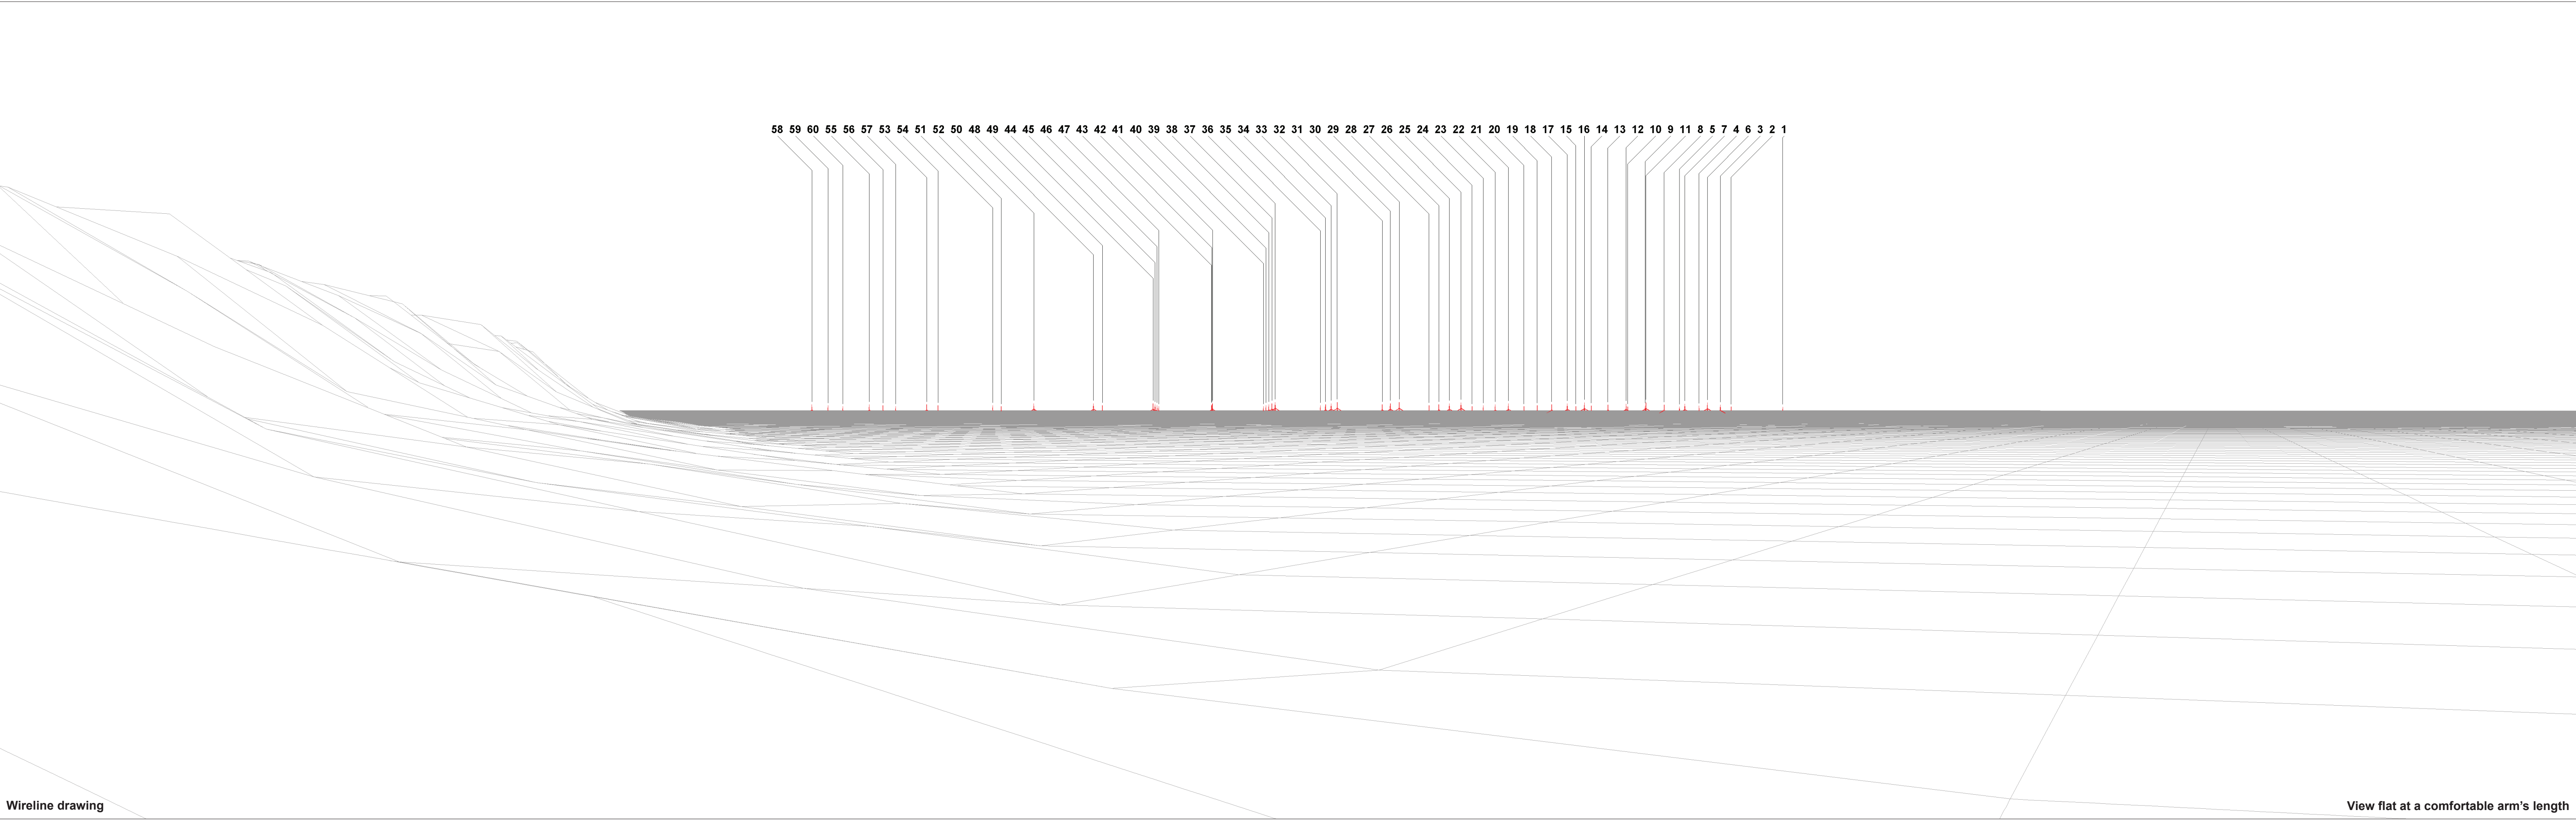 58 59 60 55 56 57 53 54 51 52 50 48 49 44 45 46 47 43 42 41 40 39 38 37 36 35 34 33 32 31 30 29 28 27 26 25 24 23 22 21 20 19 18 17 15 16 14 13 12 10 9 11 8 5 7 4 6 3 2 1
Wireline drawing
View flat at a comfortable arm's length